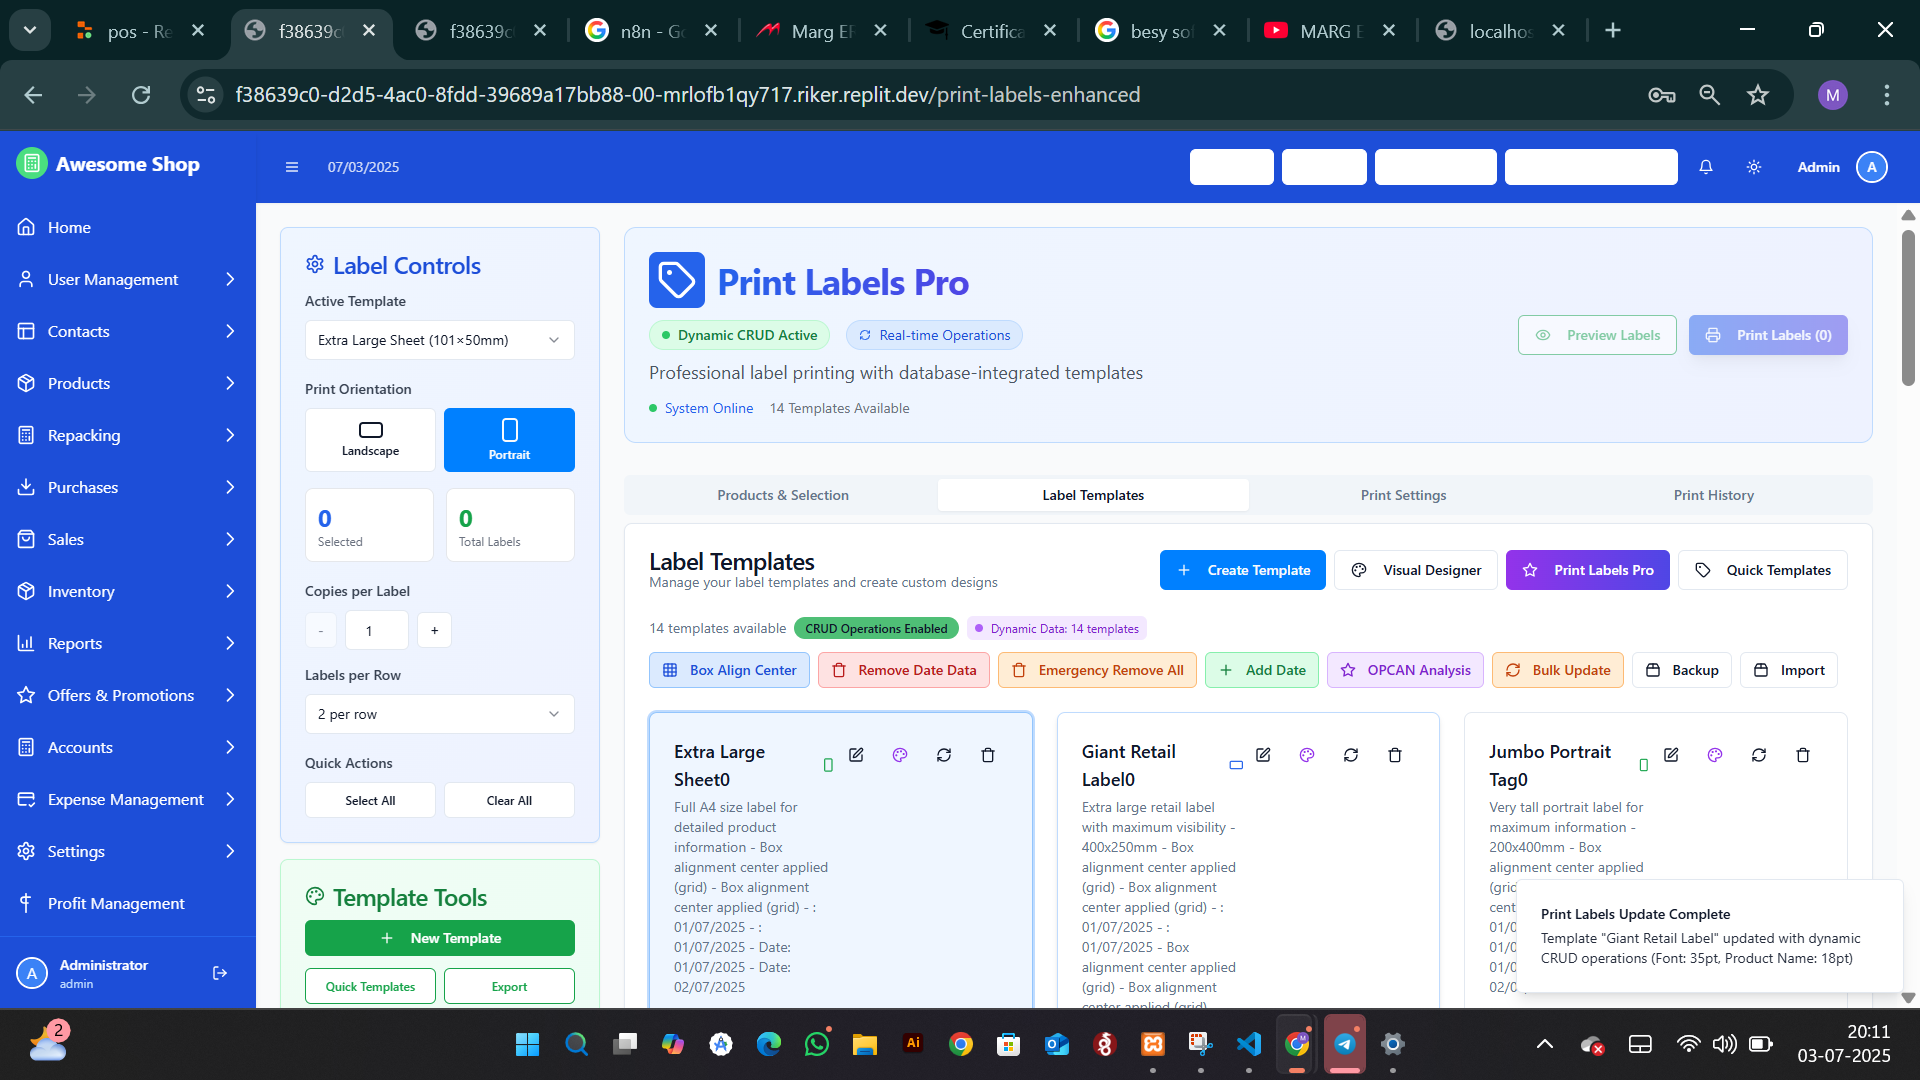 pos - Re
f38639c
f38639c
n8n - Go
Marg ER
Certifica
besy sof
MARG E
localhos
f38639c0-d2d5-4ac0-8fdd-39689a17bb88-00-mrlofb1qy717.riker.replit.dev/print-labels-enhanced
M
Awesome Shop
07/03/2025
Admin
A
Home
User Management
Contacts
Products
Repacking
Purchases
Sales
Inventory
Reports
Offers & Promotions
Accounts
Expense Management
Settings
Profit Management
A
Administrator
admin
Label Controls
Active Template
Extra Large Sheet (101×50mm)
Print Orientation
Landscape
Portrait
0
Selected
0
Total Labels
Copies per Label
-
1
+
Labels per Row
2 per row
Quick Actions
Select All
Clear All
Template Tools
New Template
Quick Templates
Export
Print Labels Pro
Dynamic CRUD Active
Real-time Operations
Professional label printing with database-integrated templates
System Online
14 Templates Available
Preview Labels
Print Labels (0)
Products & Selection
Label Templates
Print Settings
Print History
Label Templates
Manage your label templates and create custom designs
Create Template
Visual Designer
Print Labels Pro
Quick Templates
14 templates available
CRUD Operations Enabled
Dynamic Data: 14 templates
Box Align Center
Remove Date Data
Emergency Remove All
Add Date
OPCAN Analysis
Bulk Update
Backup
Import
Extra Large
Sheet0
Full A4 size label for
detailed product
information - Box
alignment center applied
(grid) - Box alignment
center applied (grid) - :
01/07/2025 - :
01/07/2025 - Date:
01/07/2025 - Date:
02/07/2025
Giant Retail
Label0
Extra large retail label
with maximum visibility -
400x250mm - Box
alignment center applied
(grid) - Box alignment
center applied (grid) - :
01/07/2025 - :
01/07/2025 - Box
alignment center applied
(grid) - Box alignment
center applied (grid)
Jumbo Portrait
Tag0
Very tall portrait label for
maximum information -
200x400mm - Box
alignment center applied
(gri
cent
01/0
01/0
01/0
02/0
Print Labels Update Complete
Template "Giant Retail Label" updated with dynamic
CRUD operations (Font: 35pt, Product Name: 18pt)
2
Ai
20:11
03-07-2025